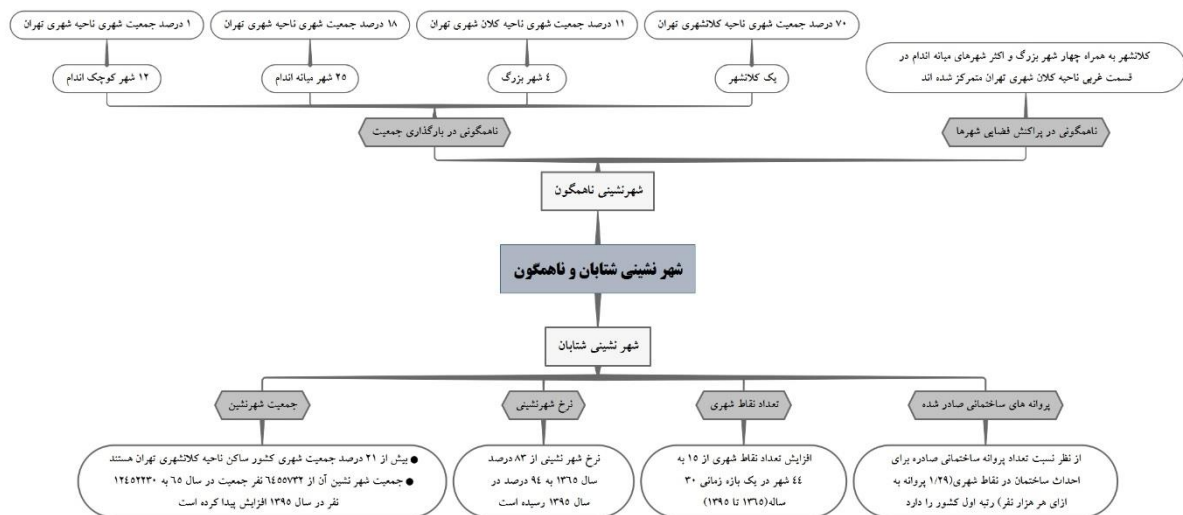 ۷۰ درصد جمعیت شهری ناحیه کلانشهری تهران
۱۱ درصد جمعیت شهری ناحیه کلان شهری تهران
۱۸ درصد جمعیت شهری ناحیه شهری تهران
۱ درصد جمعیت شهری ناحیه شهری تهران
کلانشهر به همراه چهار شهر بزرگ و اکثر شهرهای میانه اندام در
قسمت غربی ناحیه کلان شهری تهران متمرکز شده اند
یک کلانشهر
۴ شهر بزرگ
۲۵ شهر میانه اندام
۱۲ شهر کوچک اندام
ناهمگونی در پراکنش فضایی شهرها
ناهمگونی در بارگذاری جمعیت
شهرنشینی ناهمگون
شهر نشینی شتابان و ناهمگون
شهر نشینی شتابان
پروانه های ساختمانی صادر شده
تعداد نقاط شهری
نرخ شهرنشینی
جمعیت شهرنشین
از نظر نسبت تعداد پروانه ساختمانی صادره برای
احداث ساختمان در نقاط شهری(۱/۲۹ پروانه به
ازای هر هزار نفر) رتبه اول کشور را دارد
افزایش تعداد نقاط شهری از ۱۵ به
۴۴ شهر در یک بازه زمانی ۳۰
ساله(۱۳۶۵ تا ۱۳۹۵)
نرخ شهر نشینی از ۸۳ درصد
سال ۱۳۶۵ به ۹۴ درصد در
سال ۱۳۹۵ رسیده است
● بیش از ۲۱ درصد جمعیت شهری کشور ساکن ناحیه کلانشهری تهران هستند
● جمعیت شهر نشین آن از ۶۴۵۵۷۳۲ نفر جمعیت در سال ۶۵ به ۱۲۴۵۲۲۳۰
نفر در سال ۱۳۹۵ افزایش پیدا کرده است